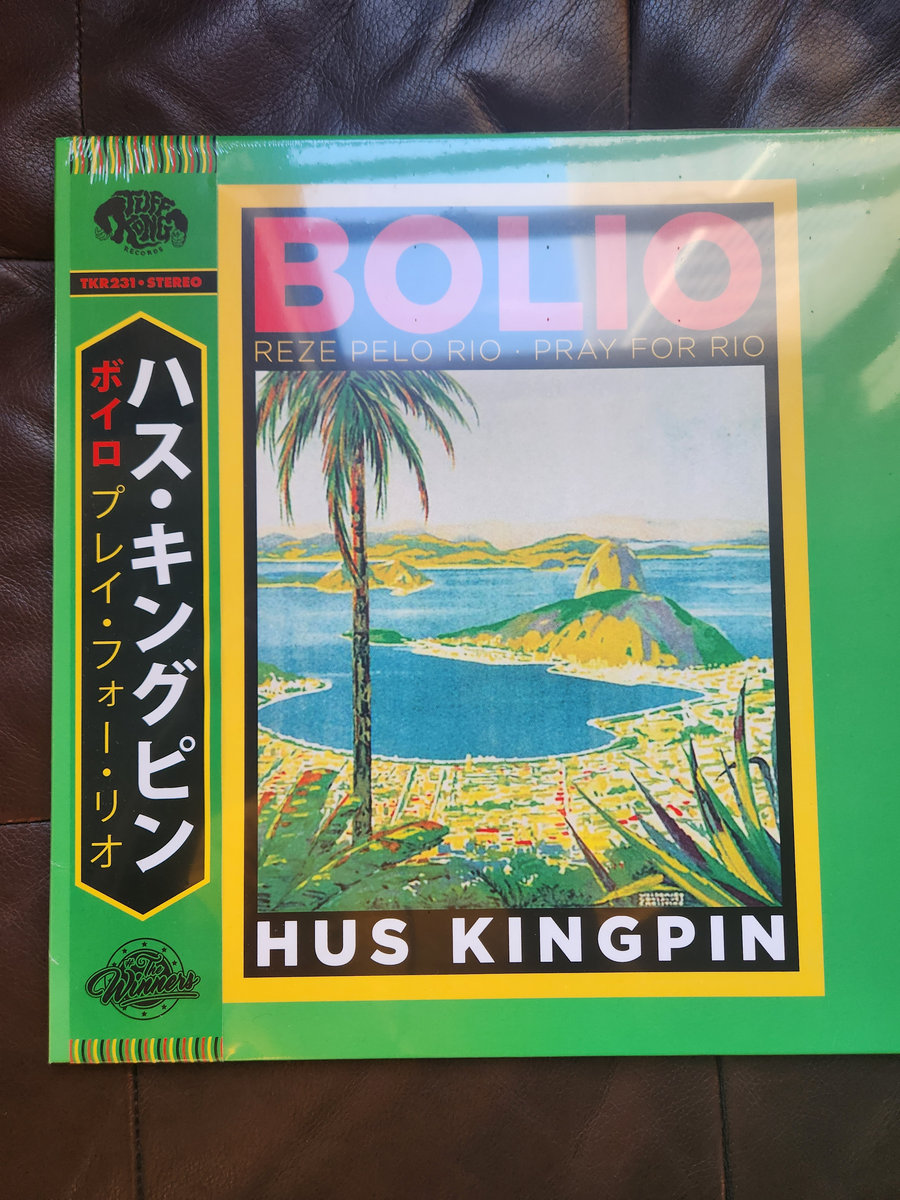 TUFF
KONG
RECORDS
TKR231・STEREO
ハス・キングピン
ボイロ プレイ・フォー・リオ
The
Winners
BOLIO
REZE PELO RIO · PRAY FOR RIO
HUS KINGPIN